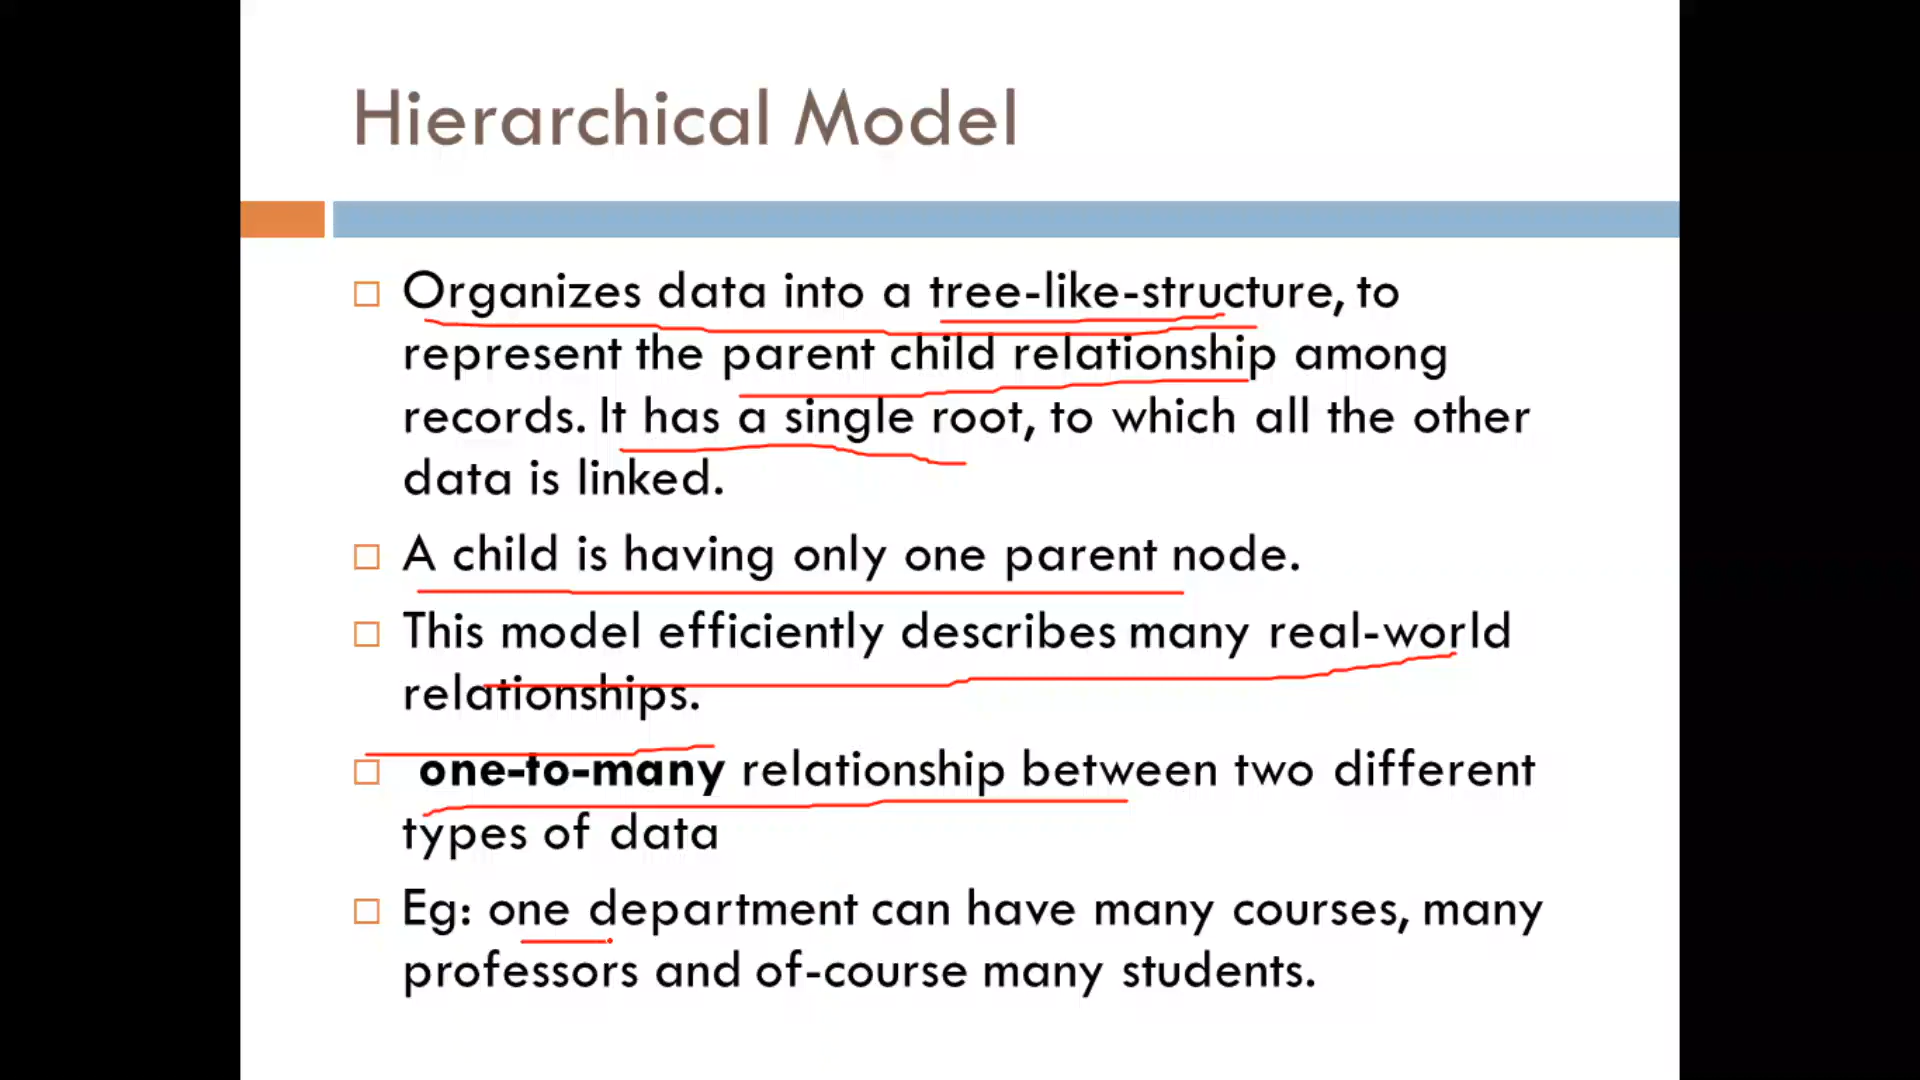 Hierarchical Model
Organizes data into a tree-like-structure, to
represent the parent child relationship among
records. It has a single root, to which all the other
data is linked.
A child is having only one parent node.
This model efficiently describes many real-world
relationships.
one-to-many relationship between two different
types of data
Eg: one department can have many courses, many
professors and of-course many students.